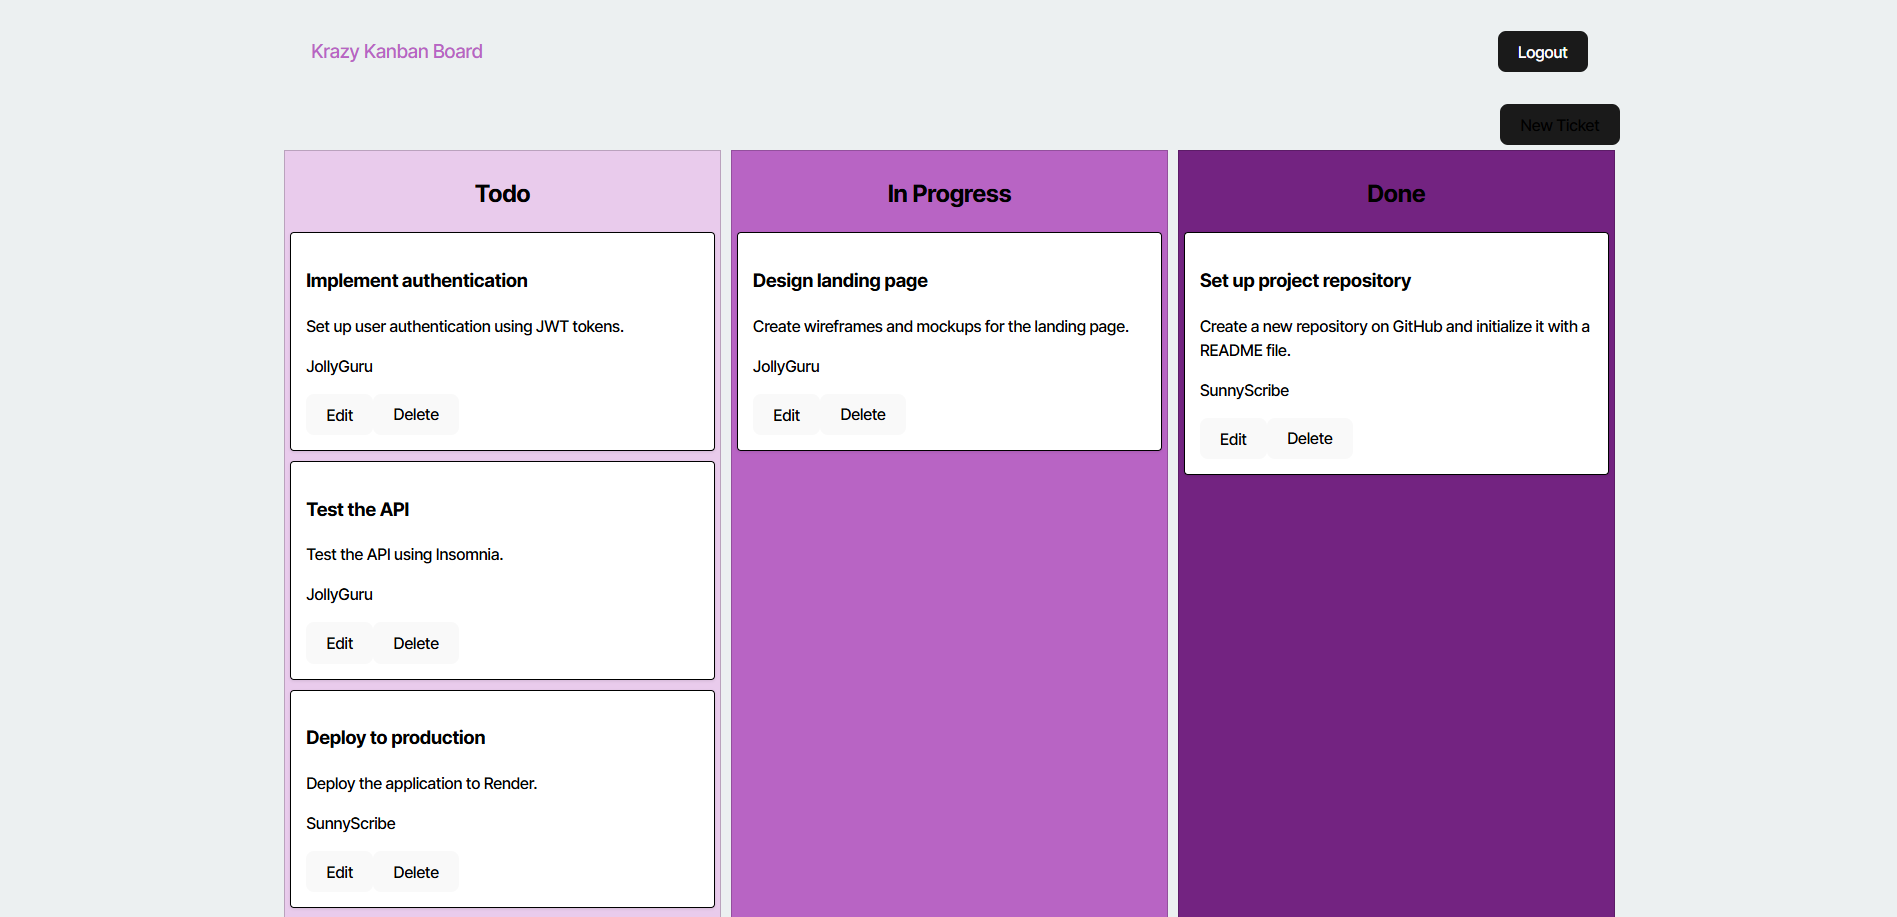 Krazy Kanban Board
Logout
New Ticket
Todo
Implement authentication
Set up user authentication using JWT tokens.
JollyGuru
Edit
Delete
Test the API
Test the API using Insomnia.
JollyGuru
Edit
Delete
Deploy to production
Deploy the application to Render.
SunnyScribe
Edit
Delete
In Progress
Design landing page
Create wireframes and mockups for the landing page.
JollyGuru
Edit
Delete
Done
Set up project repository
Create a new repository on GitHub and initialize it with a
README file.
SunnyScribe
Edit
Delete